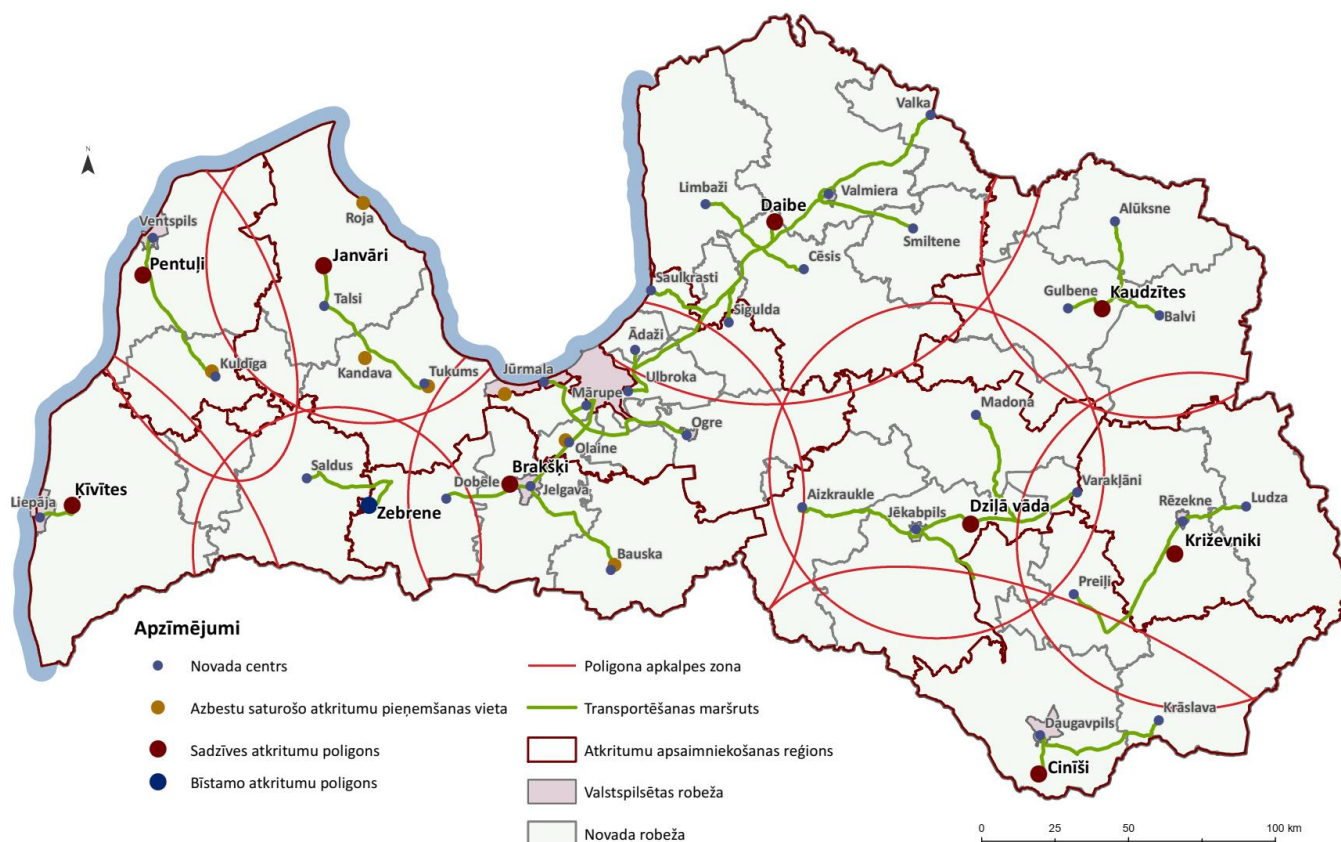 N
Valka
Limbaži
Valmiera
Daibe
Alūksne
Roja
Ventspils
Smiltene
Pentuļi
Janvāri
Cēsis
Saulkrasti
Gulbene
Kaudzītes
Talsi
Sigulda
Balvi
Ādaži
Kuldīga
Kandava
Tukums
Jūrmala
Ulbroka
Mārupe
Madona
Ogre
Olaine
Saldus
Brakšķi
Dobele
Jelgava
Varakļāni
Ķīvītes
Liepāja
Zebrene
Aizkraukle
Jēkabpils
Dziļā vāda
Rēzekne
Ludza
Križevniki
Bauska
Preiļi
Krāslava
Daugavpils
Cinīši
Apzīmējumi
Novada centrs
Azbestu saturošo atkritumu pieņemšanas vieta
Sadzīves atkritumu poligons
Bīstamo atkritumu poligons
Poligona apkalpes zona
Transportēšanas maršruts
Atkritumu apsaimniekošanas reģions
Valstspilsētas robeža
Novada robeža
0 25 50 100 km